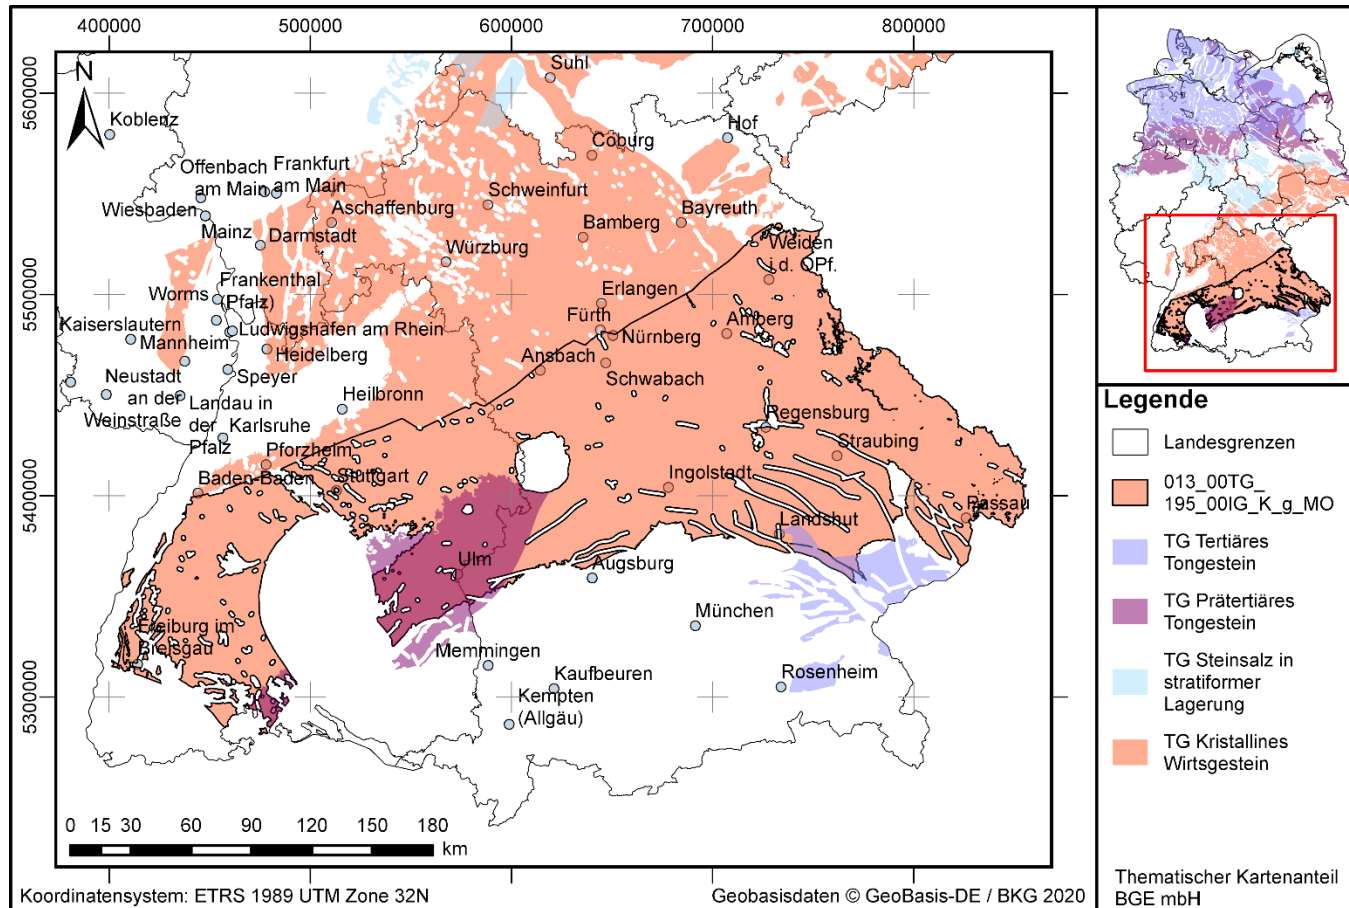 400000
500000
600000
700000
800000
5600000
5500000
5400000
5300000
N
Suhl
Koblenz
Hof
Coburg
Offenbach
am Main
Frankfurt
am Main
Schweinfurt
Wiesbaden
Aschaffenburg
Bayreuth
Bamberg
Mainz
Darmstadt
Würzburg
Weiden
i.d. OPf.
Frankenthal
(Pfalz)
Worms
Erlangen
Fürth
Kaiserslautern
Ludwigshafen am Rhein
Amberg
Mannheim
Nürnberg
Heidelberg
Ansbach
Schwabach
Neustadt
an der
Weinstraße
Speyer
Heilbronn
Landau in
der
Pfalz
Karlsruhe
Regensburg
Straubing
Pforzheim
Baden-Baden
Stuttgart
Ingolstadt
Passau
Landshut
Ulm
Augsburg
München
Freiburg im
Breisgau
Memmingen
Kaufbeuren
Rosenheim
Kempten
(Allgäu)
0 15 30 60 90 120 150 180
km
Koordinatensystem: ETRS 1989 UTM Zone 32N
Geobasisdaten © GeoBasis-DE / BKG 2020
Legende
Landesgrenzen
013_00TG_
195_00IG_K_g_MO
TG Tertiäres
Tongestein
TG Prätertiäres
Tongestein
TG Steinsalz in
stratiformer
Lagerung
TG Kristallines
Wirtsgestein
Thematischer Kartenanteil
BGE mbH